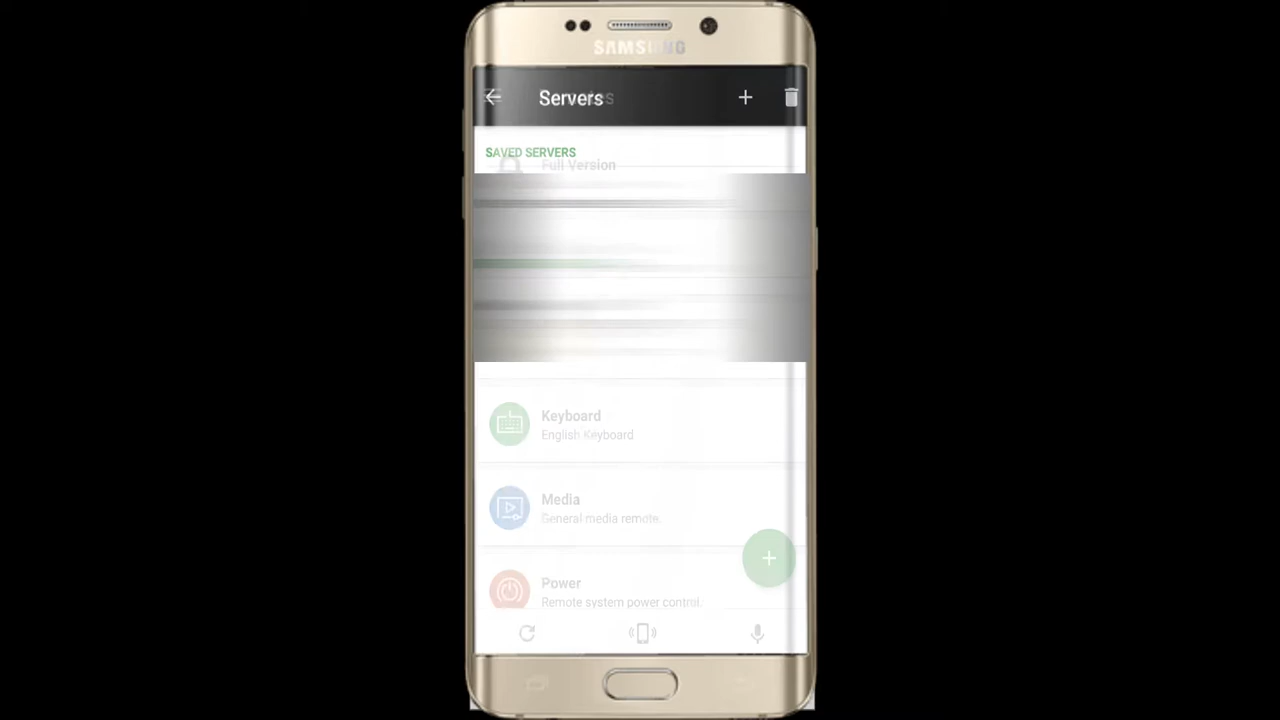 SAMSUNG
Servers
SAVED SERVERS
Full Version
Keyboard
English Keyboard
Media
General media remote.
Power
Remote system power control.